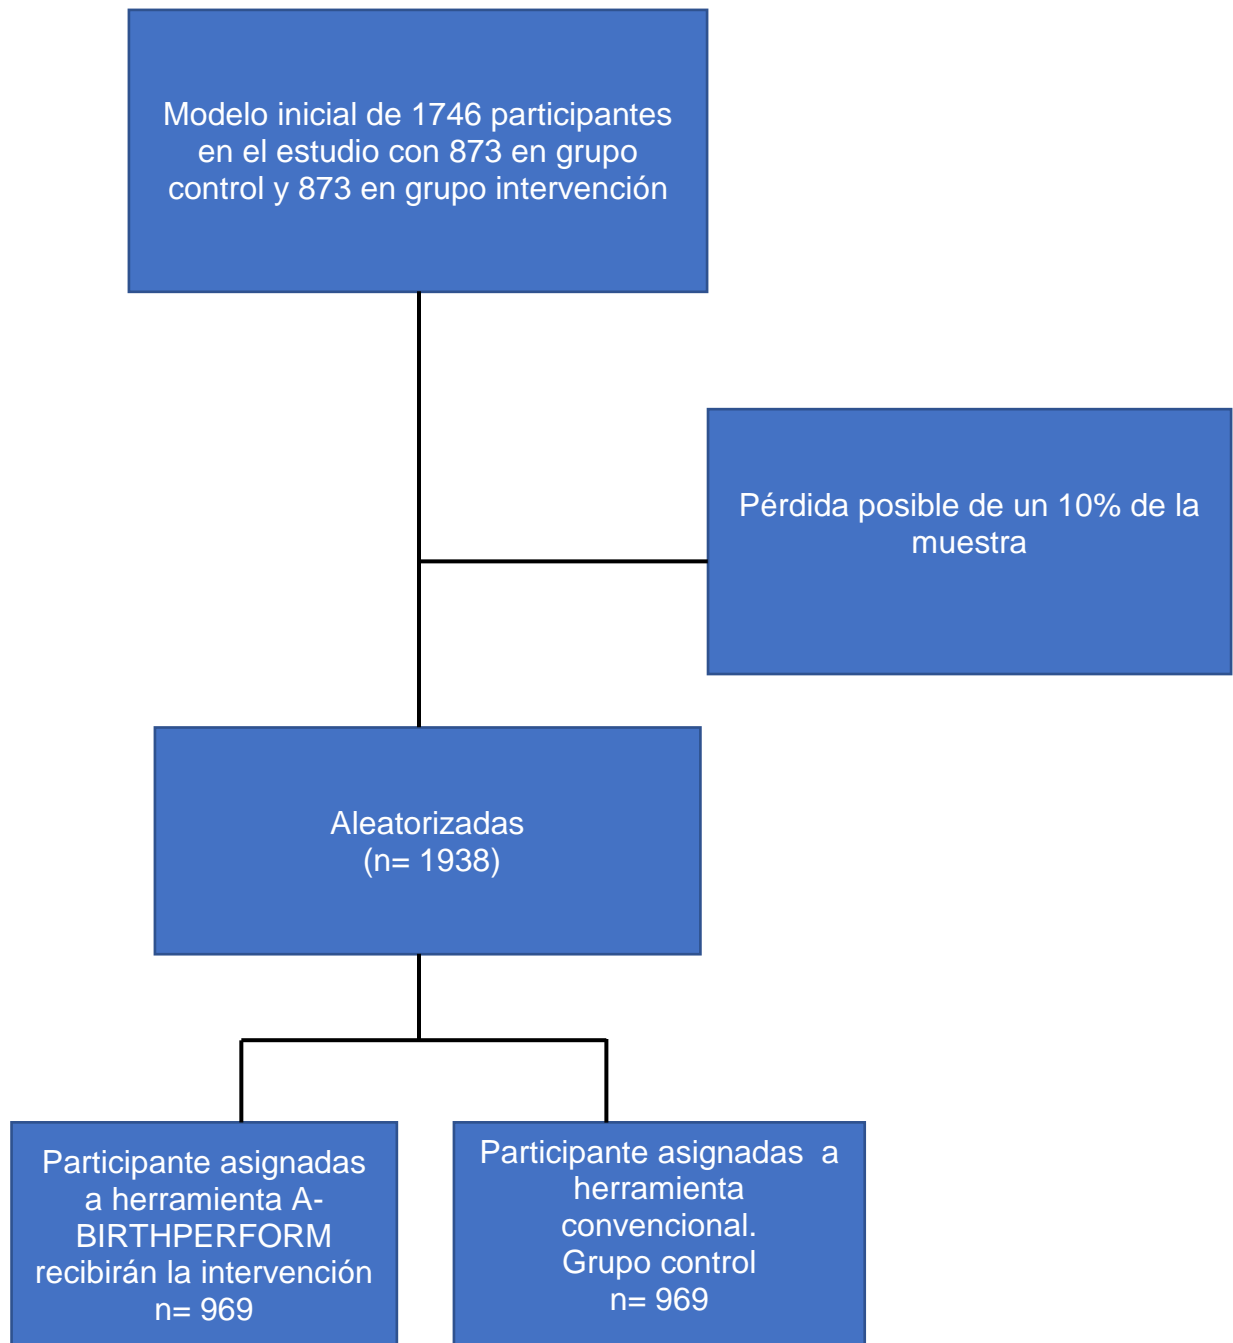 Modelo inicial de 1746 participantes
en el estudio con 873 en grupo
control y 873 en grupo intervención
Pérdida posible de un 10% de la
muestra
Aleatorizadas
(n= 1938)
Participante asignadas
a herramienta A-
BIRTHPERFORM
recibirán la intervención
n= 969
Participante asignadas  a
herramienta
convencional.
Grupo control
n= 969